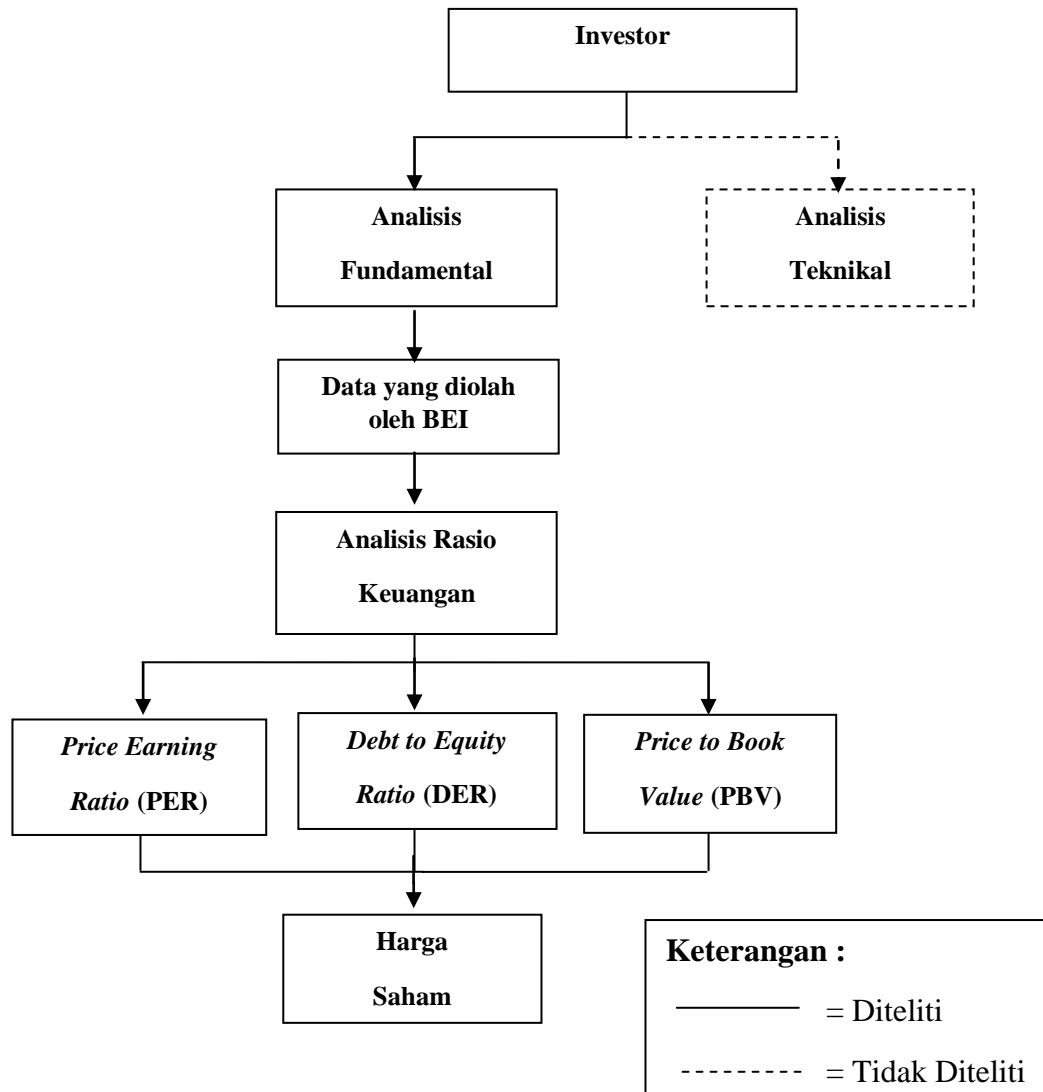 Investor
Analisis
Fundamental
Analisis
Teknikal
Data yang diolah
oleh BEI
Analisis Rasio
Keuangan
Price Earning
Ratio (PER)
Debt to Equity
Ratio (DER)
Price to Book
Value (PBV)
Harga
Saham
Keterangan :
= Diteliti
= Tidak Diteliti